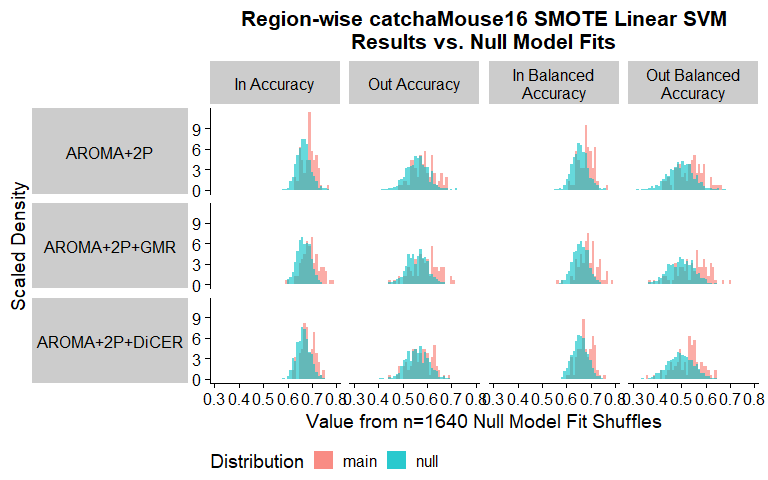 Region-wise catchaMouse16 SMOTE Linear SVM
Results vs. Null Model Fits
In Accuracy
Out Accuracy
In Balanced
Accuracy
Out Balanced
Accuracy
Scaled Density
AROMA+2P
9
6
3
0
AROMA+2P+GMR
9
6
3
0
AROMA+2P+DiCER
9
6
3
0
0.3 0.4 0.5 0.6 0.7 0.8
0.3 0.4 0.5 0.6 0.7 0.8
0.3 0.4 0.5 0.6 0.7 0.8
0.3 0.4 0.5 0.6 0.7 0.8
Value from n=1640 Null Model Fit Shuffles
Distribution main null